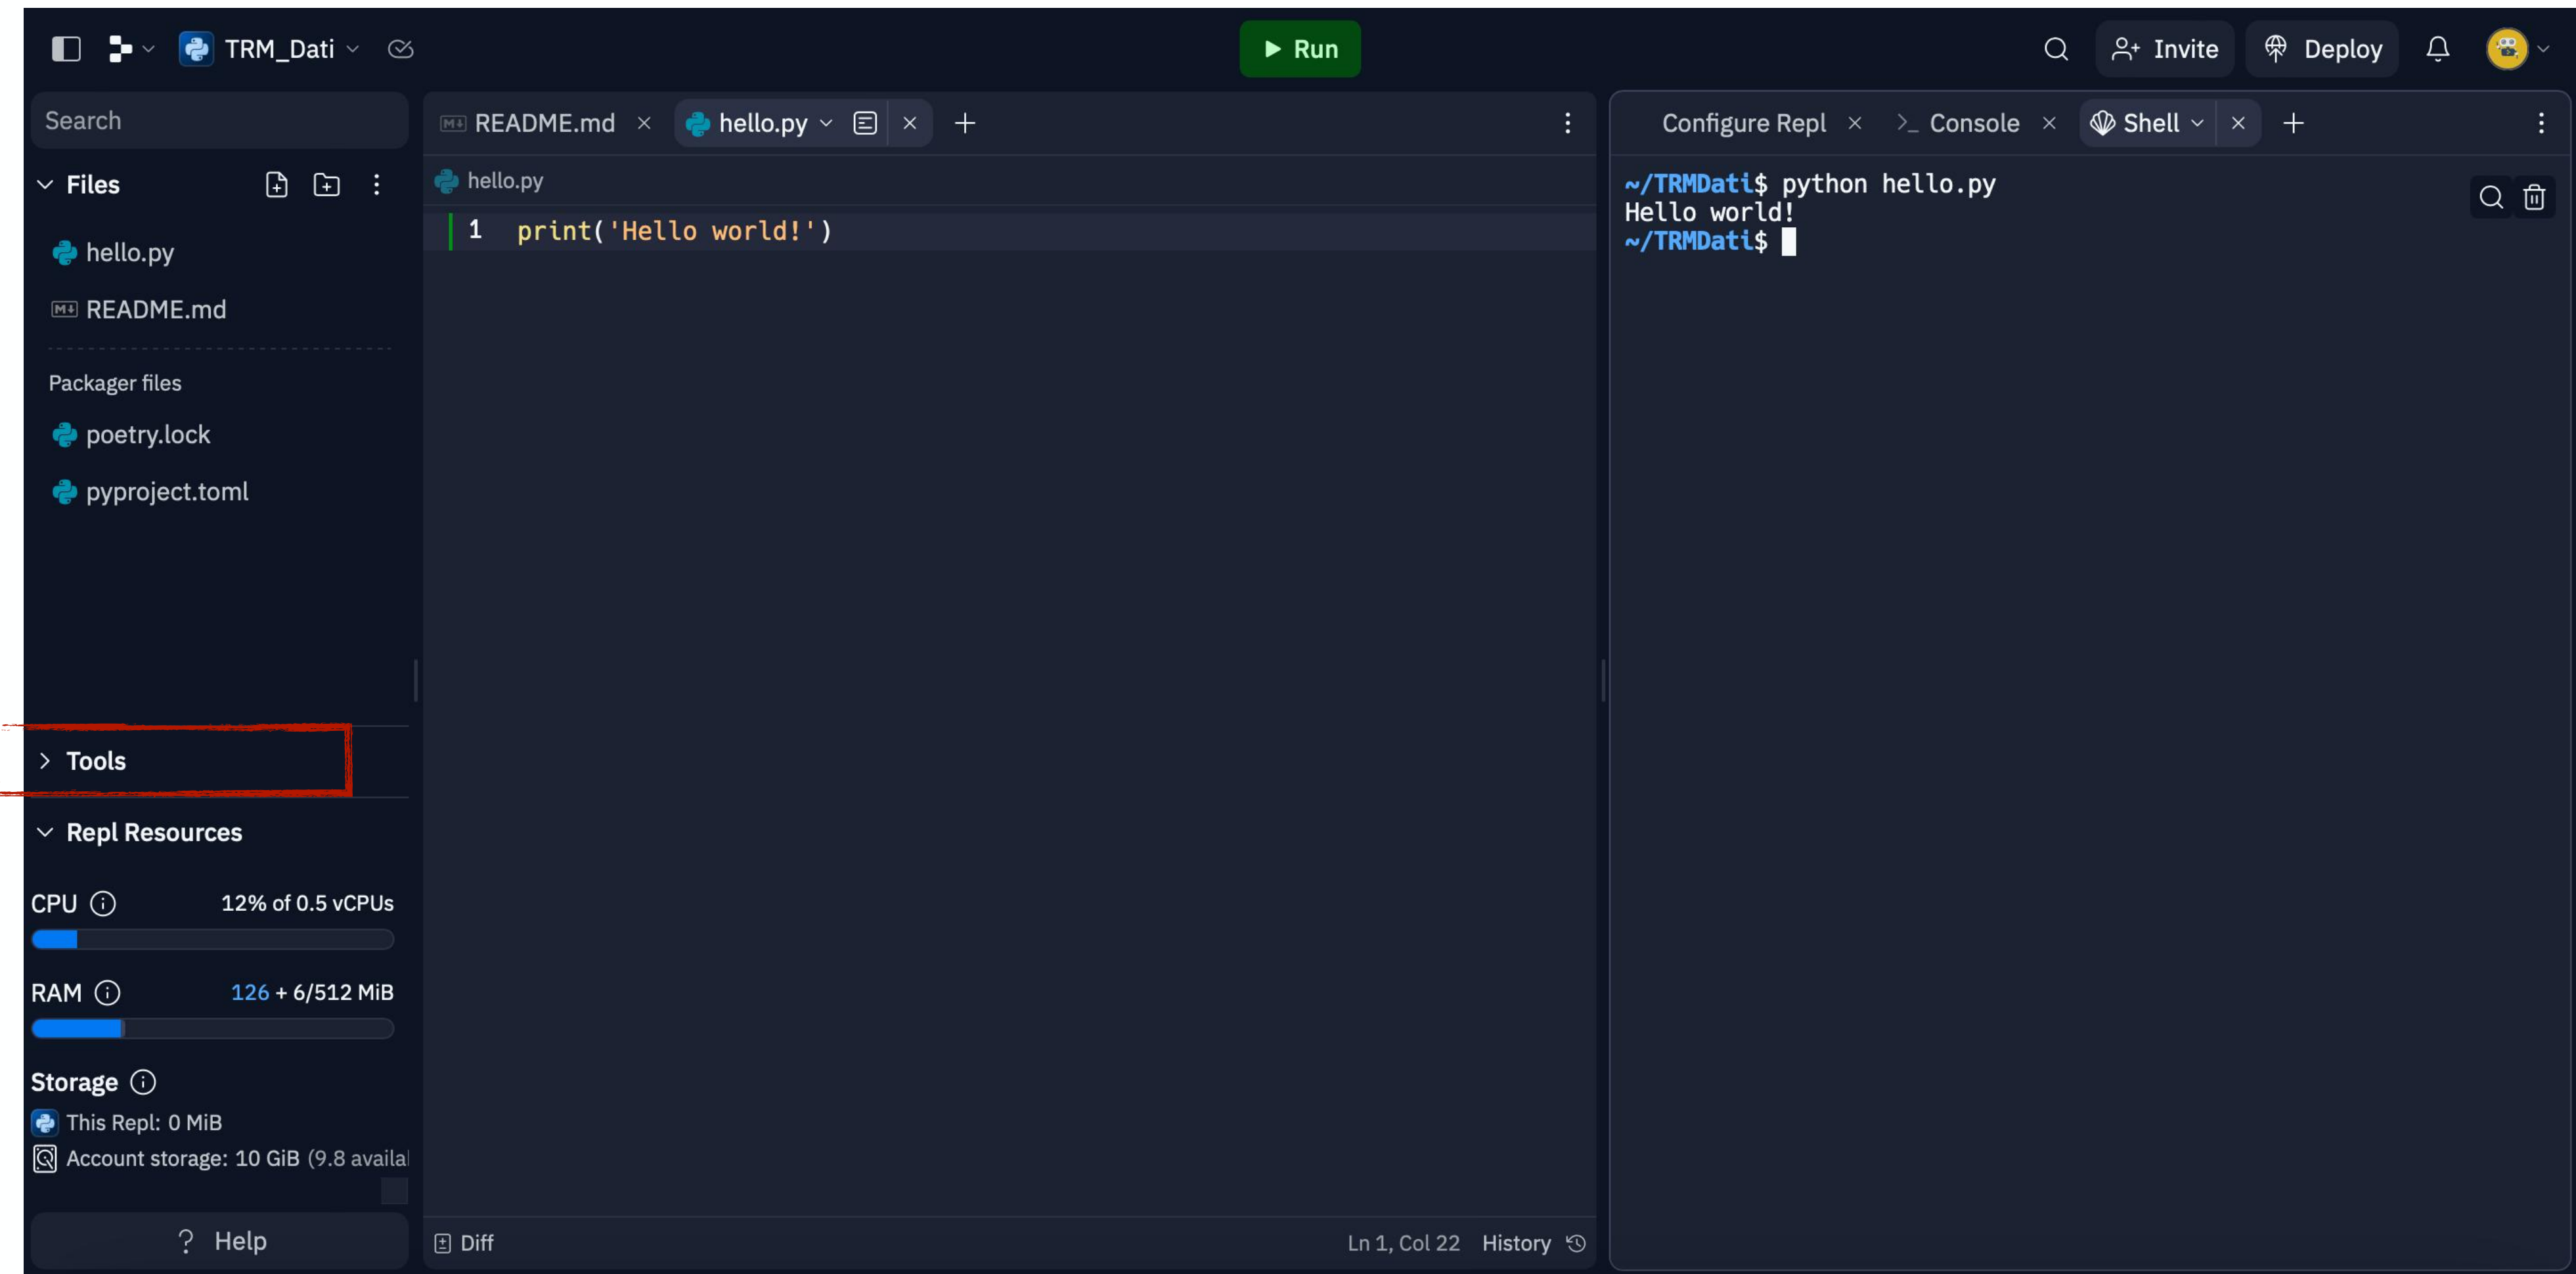 TRM_Dati
Run
Invite
Deploy
Search
Files
hello.py
README.md
Packager files
poetry.lock
pyproject.toml
Tools
Repl Resources
CPU 12% of 0.5 vCPUs
RAM 126 + 6/512 MiB
Storage
This Repl: 0 MiB
Account storage: 10 GiB (9.8 availa
? Help
README.md × hello.py × +
hello.py
1 print('Hello world!')
Diff
Ln 1, Col 22 History
Configure Repl × >_ Console × Shell × +
~/TRMDati$ python hello.py
Hello world!
~/TRMDati$